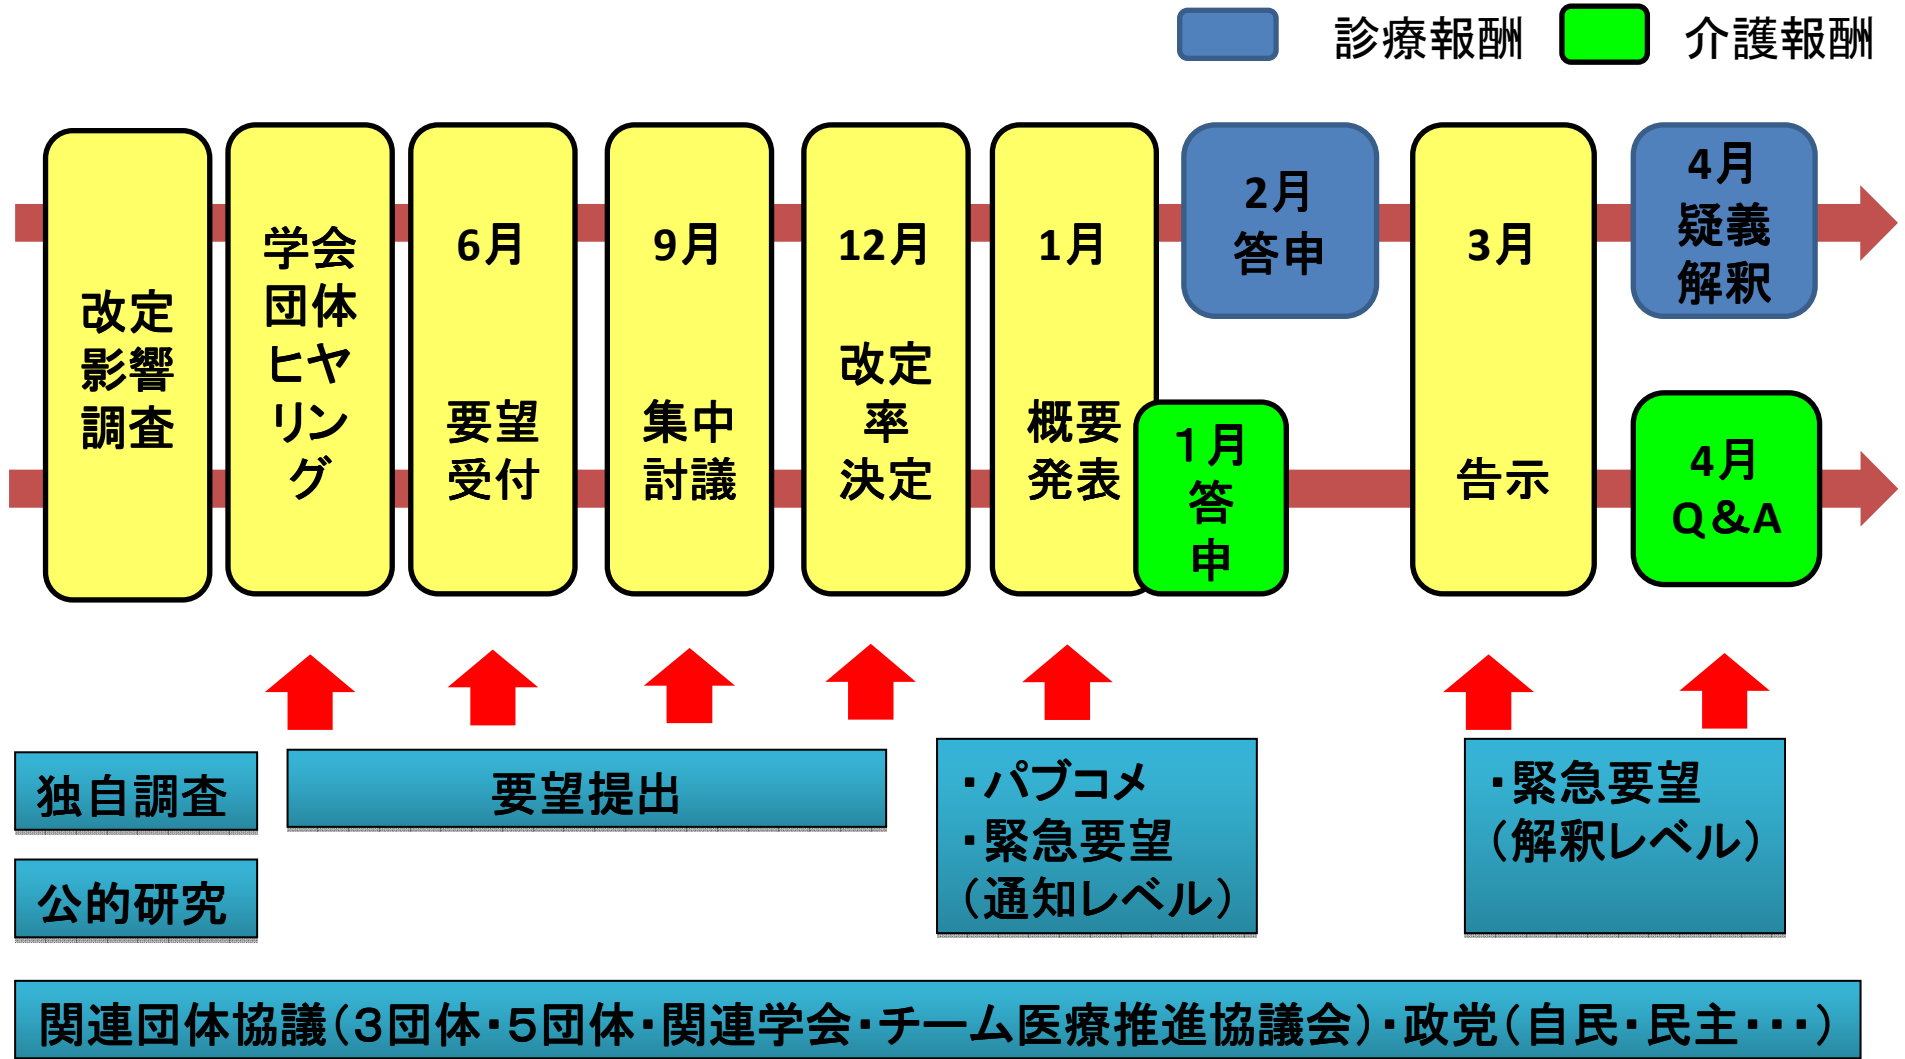 診療報酬
介護報酬
改定
影響
調査
学会
団体
ヒヤ
リン
グ
6月
要望
受付
9月
集中
討議
12月
改定
率
決定
1月
概要
発表
2月
答申
1月
答
申
3月
告示
4月
疑義
解釈
4月
Q&A
独自調査
公的研究
要望提出
・パブコメ
・緊急要望
（通知レベル）
・緊急要望
（解釈レベル）
関連団体協議（3団体・5団体・関連学会・チーム医療推進協議会）・政党（自民・民主・・・）